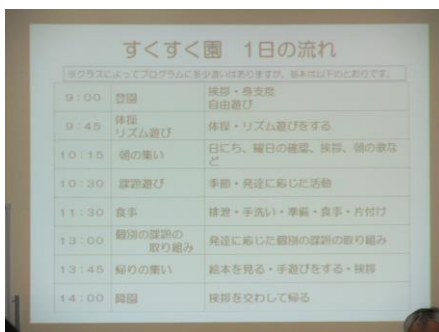 すくすく園 1日の流れ
※クラスによってプログラムに多少違いはありますが、基本は以下のとおりです。
9:00 登園 挨拶・身支度
自由遊び
9:45 体操
リズム遊び 体操・リズム遊びをする
10:15 朝の集い 日にち、曜日の確認、挨拶、朝の歌な
ど
10:30 課題遊び 季節・発達に応じた活動
11:30 食事 排泄・手洗い・準備・食事・片付け
13:00 個別の課題の
取り組み 発達に応じた個別の課題の取り組み
13:45 帰りの集い 絵本を見る・手遊びをする・挨拶
14:00 降園 挨拶を交わして帰る